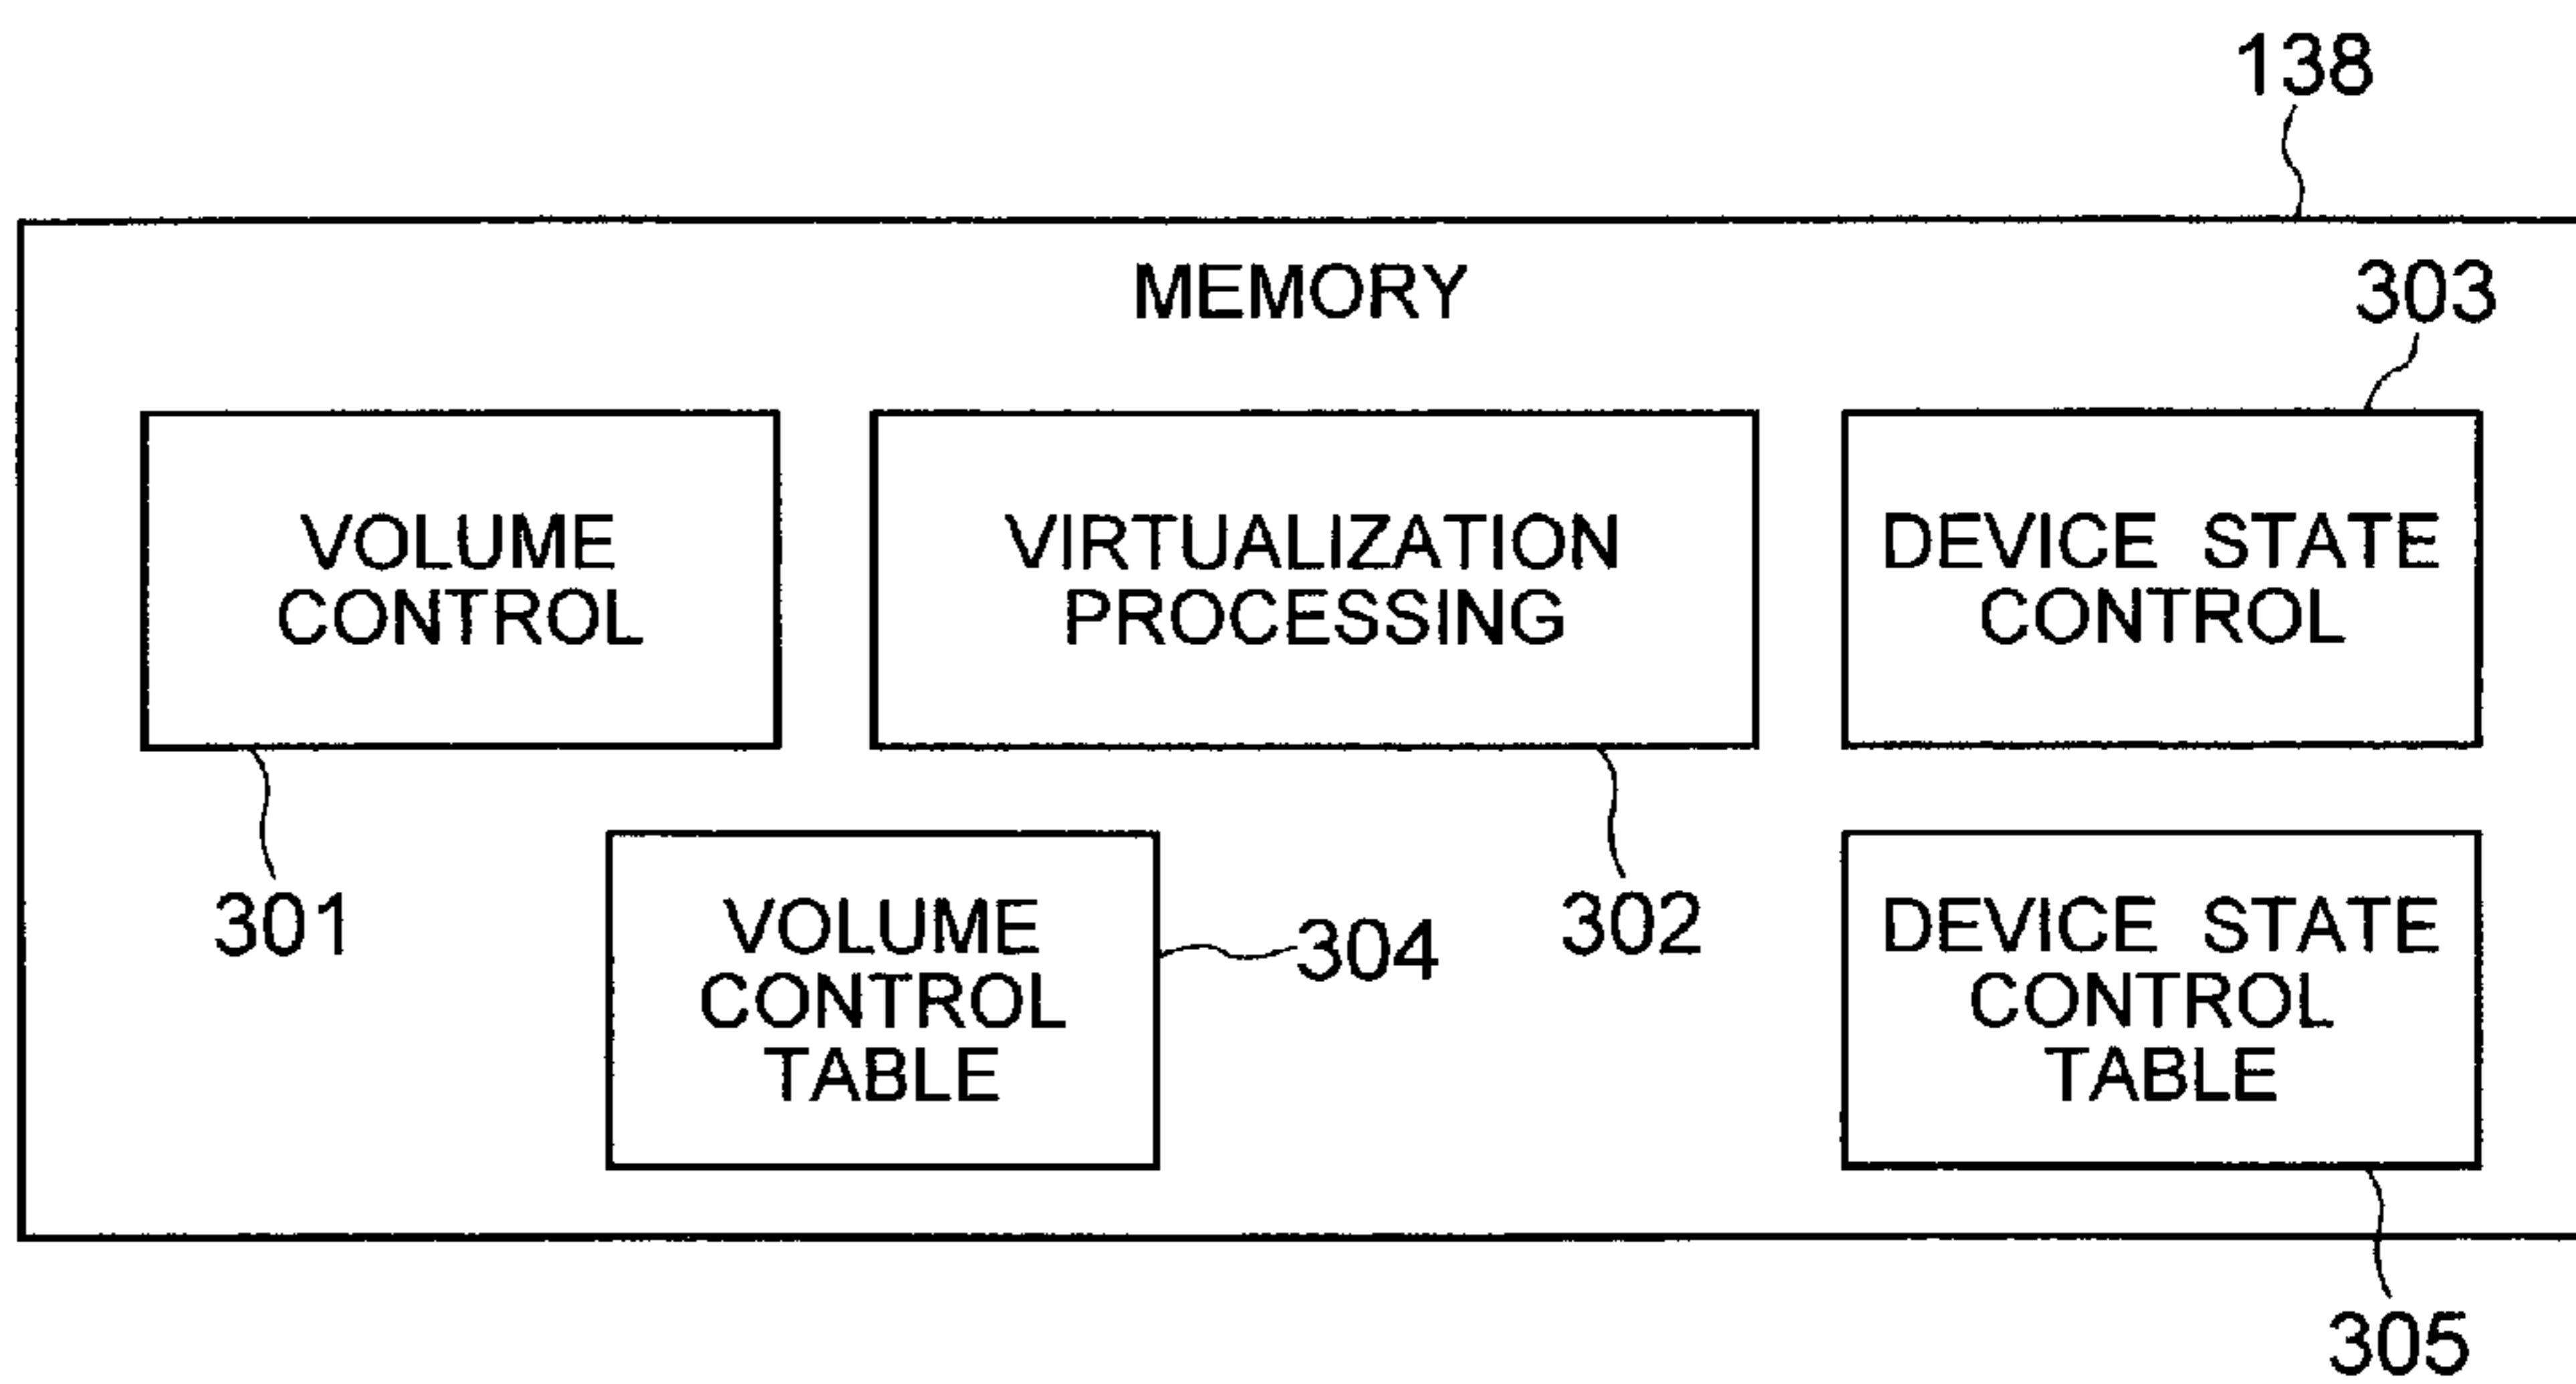 138
MEMORY
303
VOLUME
CONTROL
VIRTUALIZATION
PROCESSING
DEVICE STATE
CONTROL
301
302
VOLUME
CONTROL
TABLE
304
DEVICE STATE
CONTROL
TABLE
305